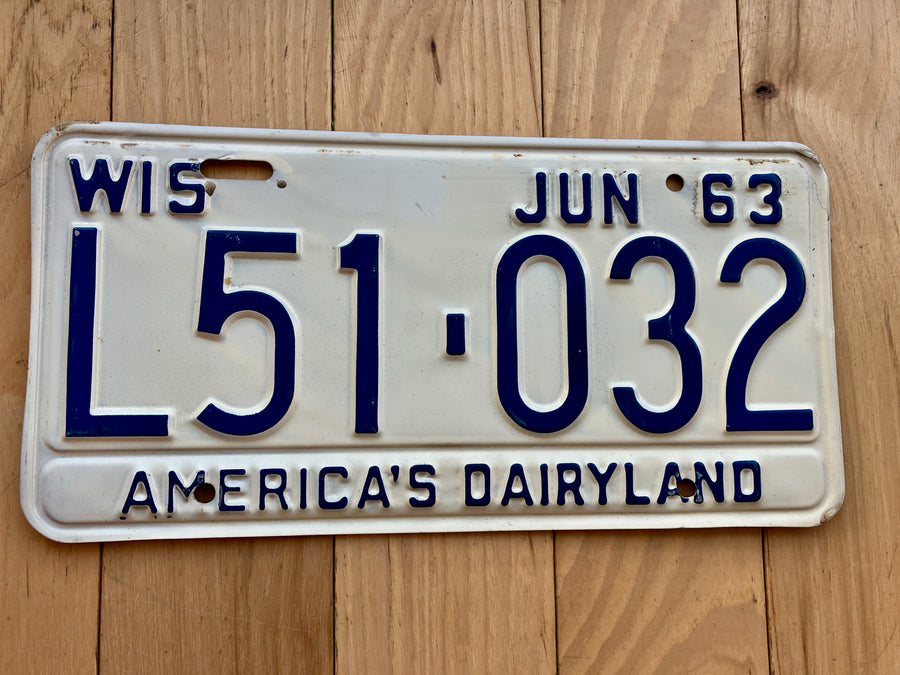 WIS JUN 63
L51-032
AMERICA'S DAIRYLAND